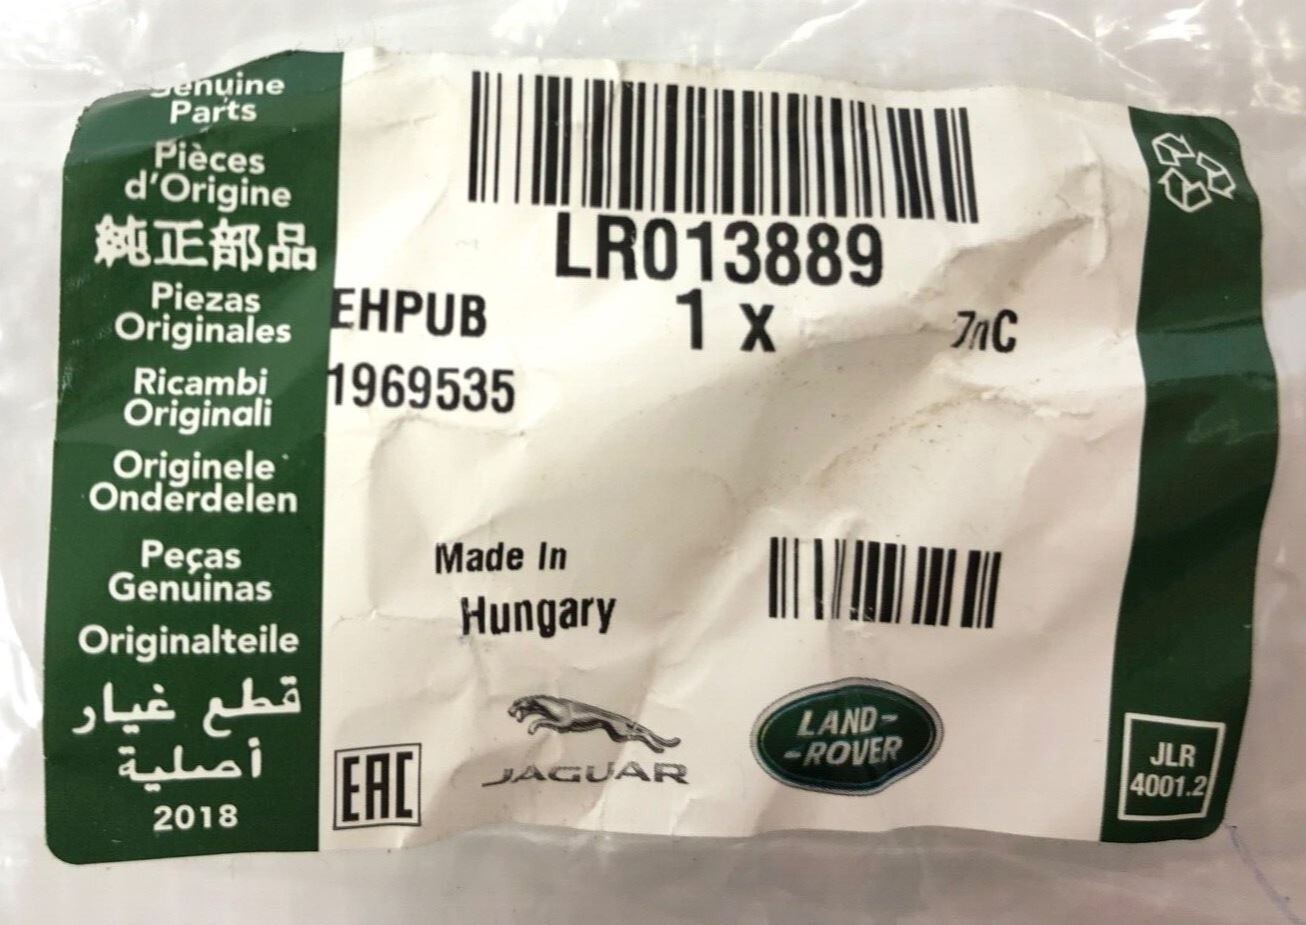 Genuine
Parts
Pièces
d'Origine
純正部品
Piezas
Originales
Ricambi
Originali
Originele
Onderdelen
Peças
Genuinas
Originalteile
قطع غيار
أصلية
2018
LR013889
EHPUB
1 x
1969535
Made In
Hungary
EAC
JAGUAR
LAND-
-ROVER
JLR
4001.2